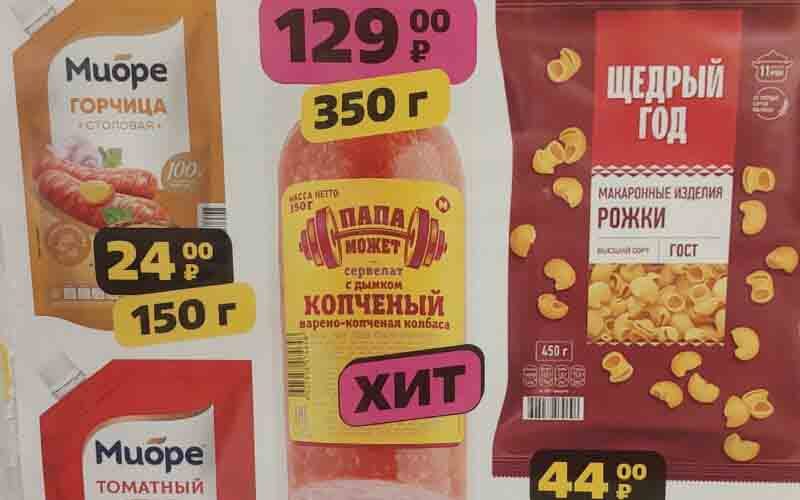 Миоре
ГОРЧИЦА
СТОЛОВАЯ
100%
24 00 ₽
150 г
Миоре
ТОМАТНЫЙ
129 00 ₽
350 г
МАССА НЕТТО
350 Г
ПАПА
МОЖЕТ
сервелат
с дымком
КОПЧЕНЫЙ
варено-копченая колбаса
ХИТ
ЩЕДРЫЙ
ГОД
МАКАРОННЫЕ ИЗДЕЛИЯ
РОЖКИ
ВЫСШИЙ СОРТ
ГОСТ
450 г
44 00 ₽